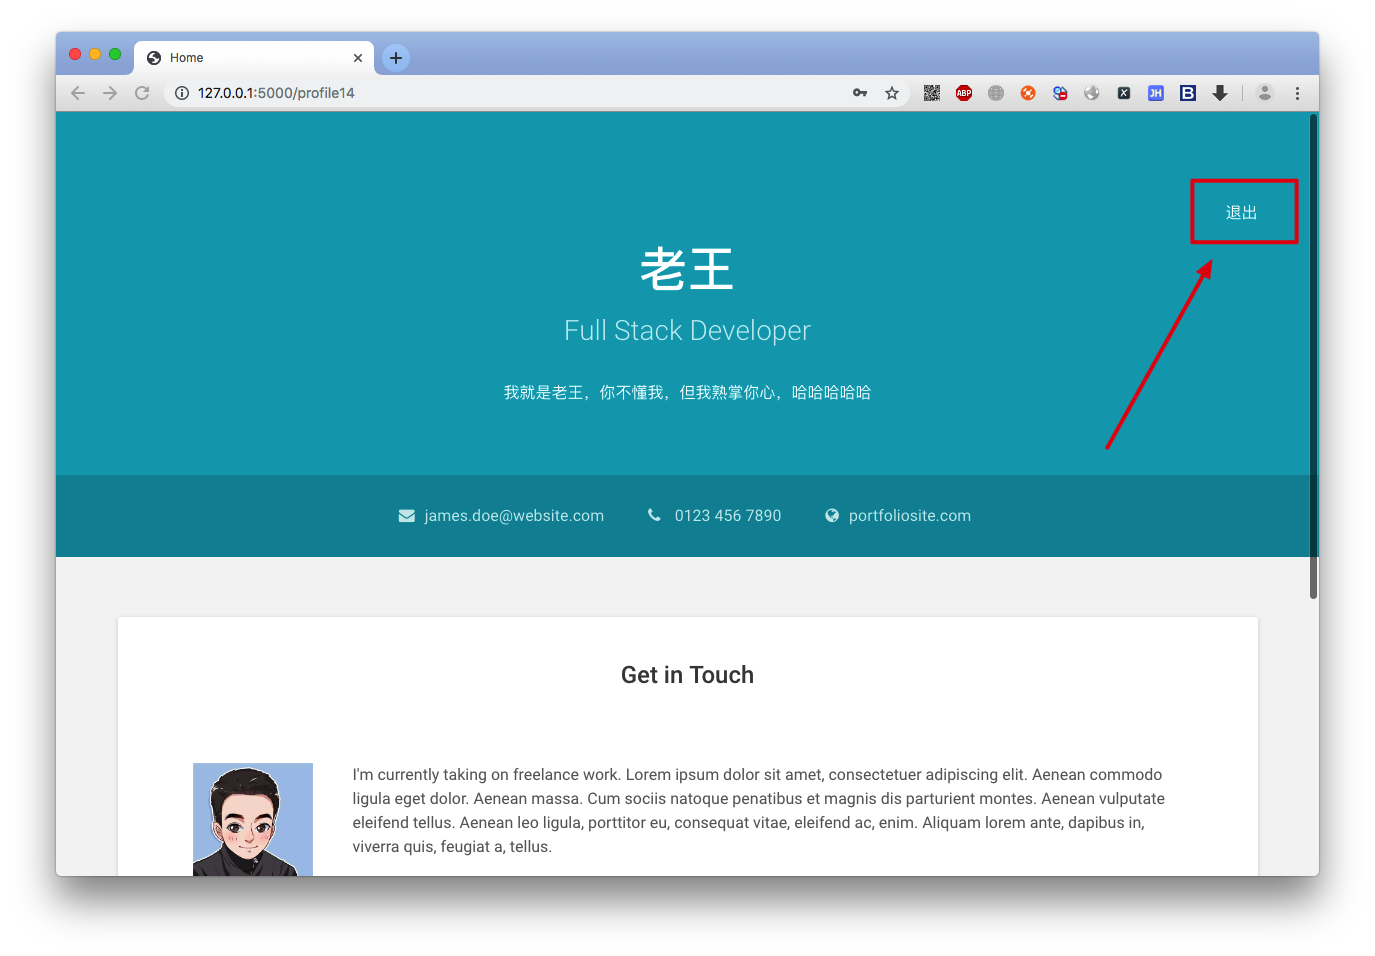 Home
127.0.0.1:5000/profile14
ABP
JH
B
退出
老王
Full Stack Developer
我就是老王，你不懂我，但我熟掌你心，哈哈哈哈哈
james.doe@website.com
0123 456 7890
portfoliosite.com
Get in Touch
I'm currently taking on freelance work. Lorem ipsum dolor sit amet, consectetuer adipiscing elit. Aenean commodo
ligula eget dolor. Aenean massa. Cum sociis natoque penatibus et magnis dis parturient montes. Aenean vulputate
eleifend tellus. Aenean leo ligula, porttitor eu, consequat vitae, eleifend ac, enim. Aliquam lorem ante, dapibus in,
viverra quis, feugiat a, tellus.